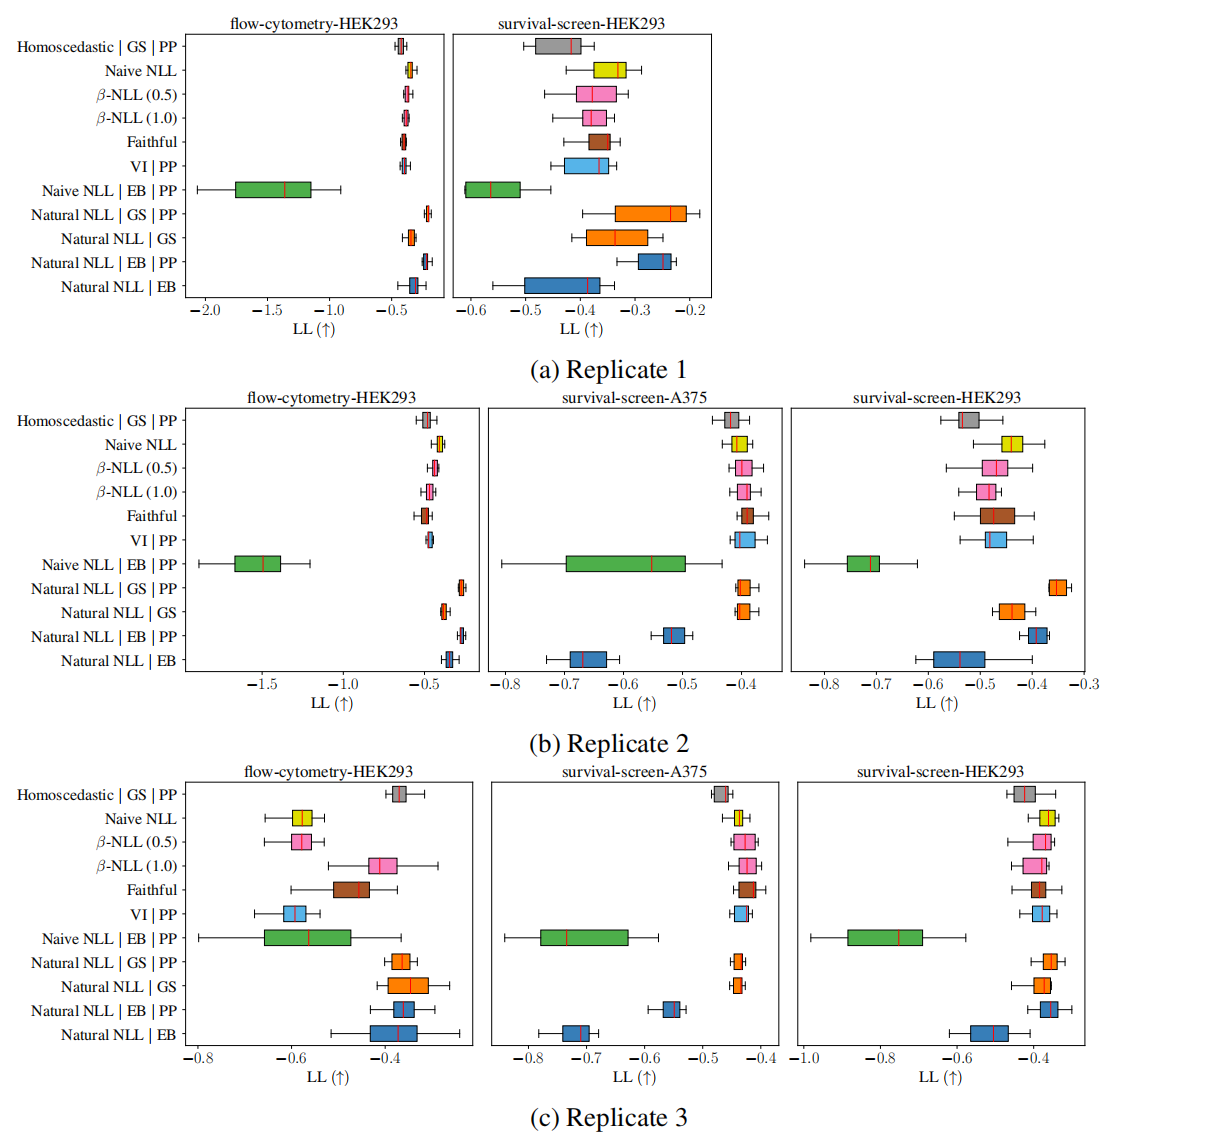 flow-cytometry-HEK293 survival-screen-HEK293
Homoscedastic | GS | PP
Naive NLL
β-NLL (0.5)
β-NLL (1.0)
Faithful
VI | PP
Naive NLL | EB | PP
Natural NLL | GS | PP
Natural NLL | GS
Natural NLL | EB | PP
Natural NLL | EB
−2.0 −1.5 −1.0 −0.5 −0.6 −0.5 −0.4 −0.3 −0.2
LL (↑) LL (↑)
(a) Replicate 1
flow-cytometry-HEK293 survival-screen-A375 survival-screen-HEK293
Homoscedastic | GS | PP
Naive NLL
β-NLL (0.5)
β-NLL (1.0)
Faithful
VI | PP
Naive NLL | EB | PP
Natural NLL | GS | PP
Natural NLL | GS
Natural NLL | EB | PP
Natural NLL | EB
−1.5 −1.0 −0.5 −0.8 −0.7 −0.6 −0.5 −0.4 −0.8 −0.7 −0.6 −0.5 −0.4 −0.3
LL (↑) LL (↑) LL (↑)
(b) Replicate 2
flow-cytometry-HEK293 survival-screen-A375 survival-screen-HEK293
Homoscedastic | GS | PP
Naive NLL
β-NLL (0.5)
β-NLL (1.0)
Faithful
VI | PP
Naive NLL | EB | PP
Natural NLL | GS | PP
Natural NLL | GS
Natural NLL | EB | PP
Natural NLL | EB
−0.8 −0.6 −0.4 −0.8 −0.7 −0.6 −0.5 −0.4 −1.0 −0.8 −0.6 −0.4
LL (↑) LL (↑) LL (↑)
(c) Replicate 3